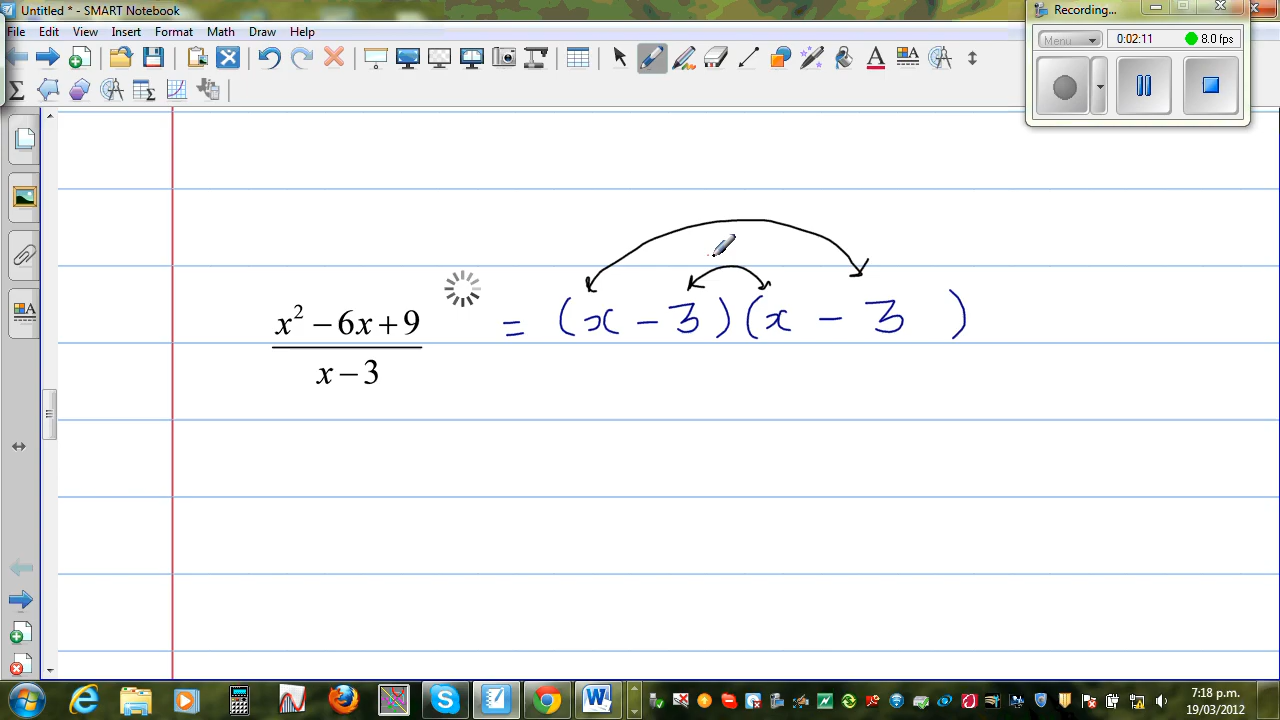 Untitled * - SMART Notebook
File Edit View Insert Format Math Draw Help
Recording...
Menu 0:02:11 8.0 fps
x² − 6x + 9
x − 3
= (x − 3)(x − 3 )
7:18 p.m.
19/03/2012